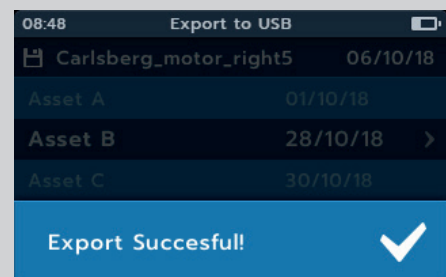 08:48 Export to USB
Carlsberg_motor_right5 06/10/18
Asset A 01/10/18
Asset B 28/10/18
Asset C 30/10/18
Export Succesful!